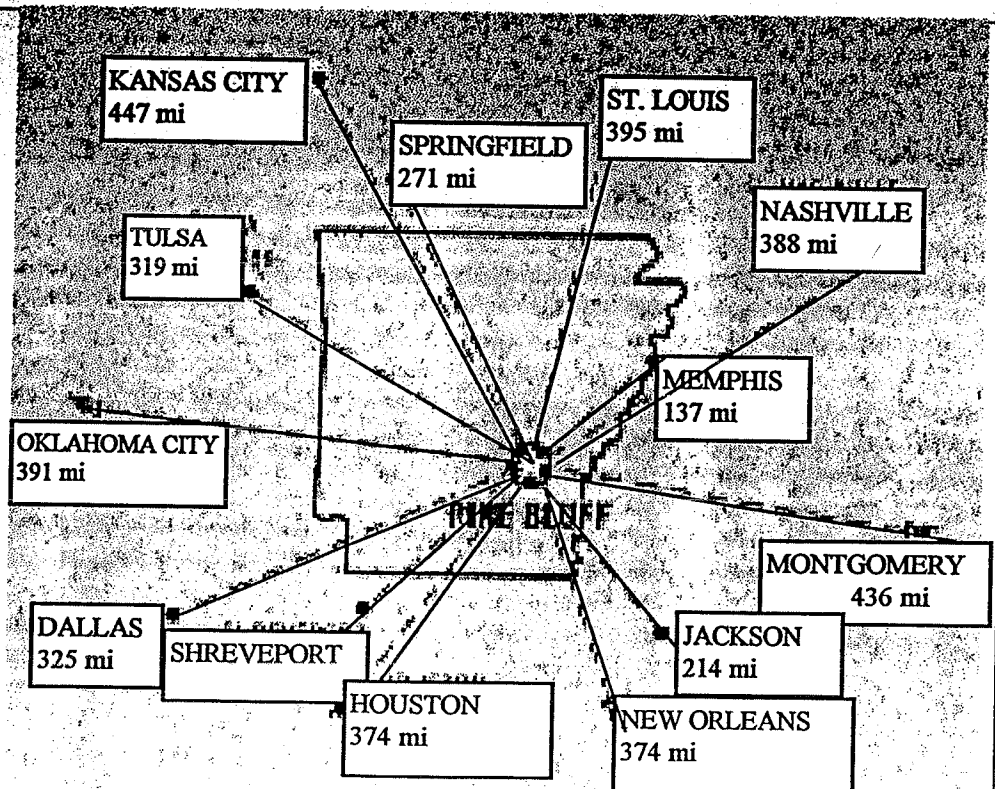 KANSAS CITY
447 mi
ST. LOUIS
395 mi
SPRINGFIELD
271 mi
NASHVILLE
388 mi
TULSA
319 mi
MEMPHIS
137 mi
OKLAHOMA CITY
391 mi
PINE BLUFF
MONTGOMERY
436 mi
DALLAS
325 mi
SHREVEPORT
JACKSON
214 mi
HOUSTON
374 mi
NEW ORLEANS
374 mi